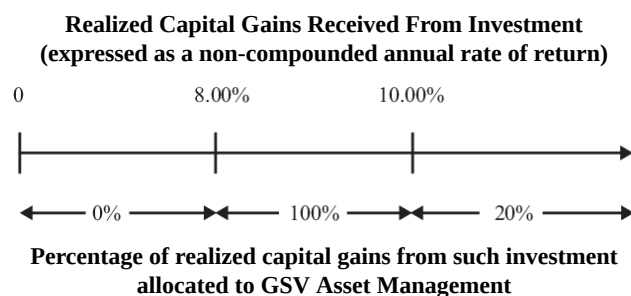 Realized Capital Gains Received From Investment
(expressed as a non-compounded annual rate of return)
0 8.00% 10.00%
0% 100% 20%
Percentage of realized capital gains from such investment
allocated to GSV Asset Management